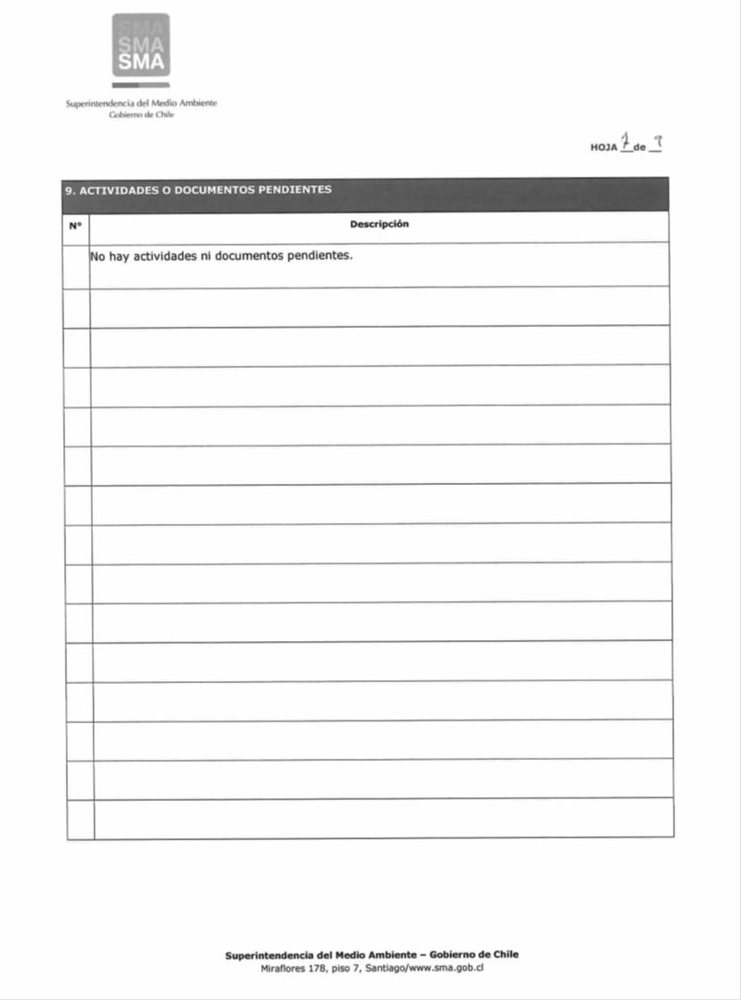 SMA
SMA
SMA
Superintendencia del Medio Ambiente
Gobierno de Chile
HOJA 7 de 9
9. ACTIVIDADES O DOCUMENTOS PENDIENTES
N° Descripción
No hay actividades ni documentos pendientes.
Superintendencia del Medio Ambiente – Gobierno de Chile
Miraflores 178, piso 7, Santiago/www.sma.gob.cl